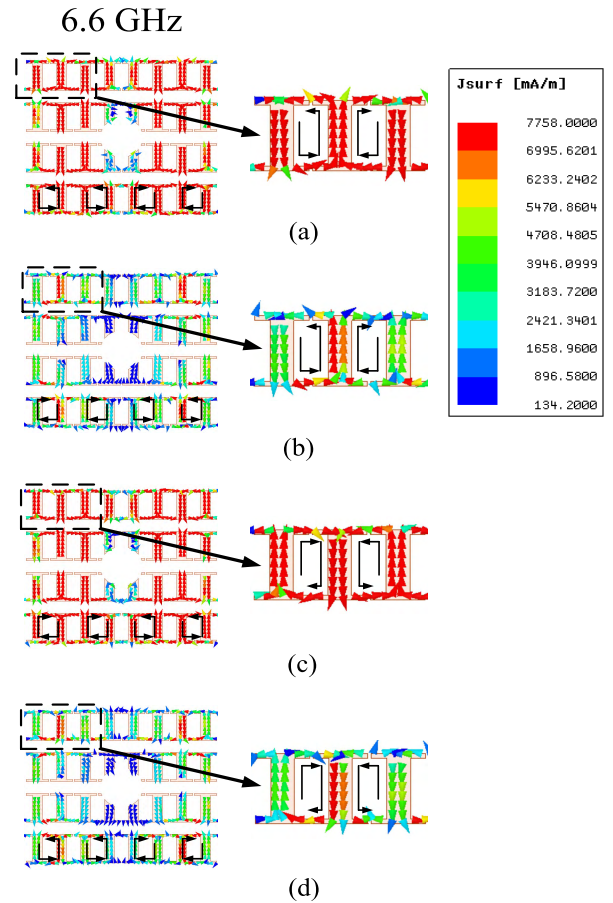 6.6 GHz
Jsurf [mA/m]
7758.0000
6995.6201
6233.2402
5470.8604
4708.4805
3946.0999
3183.7200
2421.3401
1658.9600
896.5800
134.2000
(a)
(b)
(c)
(d)